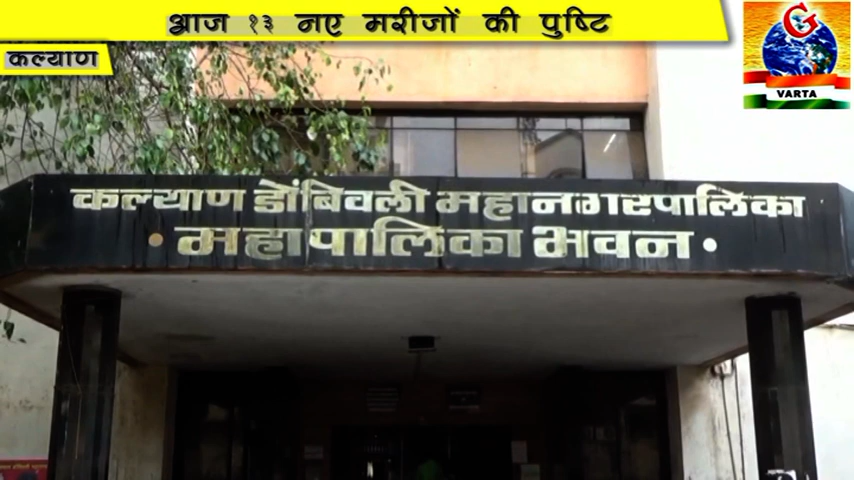 आज १३ नए मरीजों की पुष्टि
कल्याण
G
VARTA
कल्याण डोंबिवली महानगरपालिका
• महापालिका भवन •